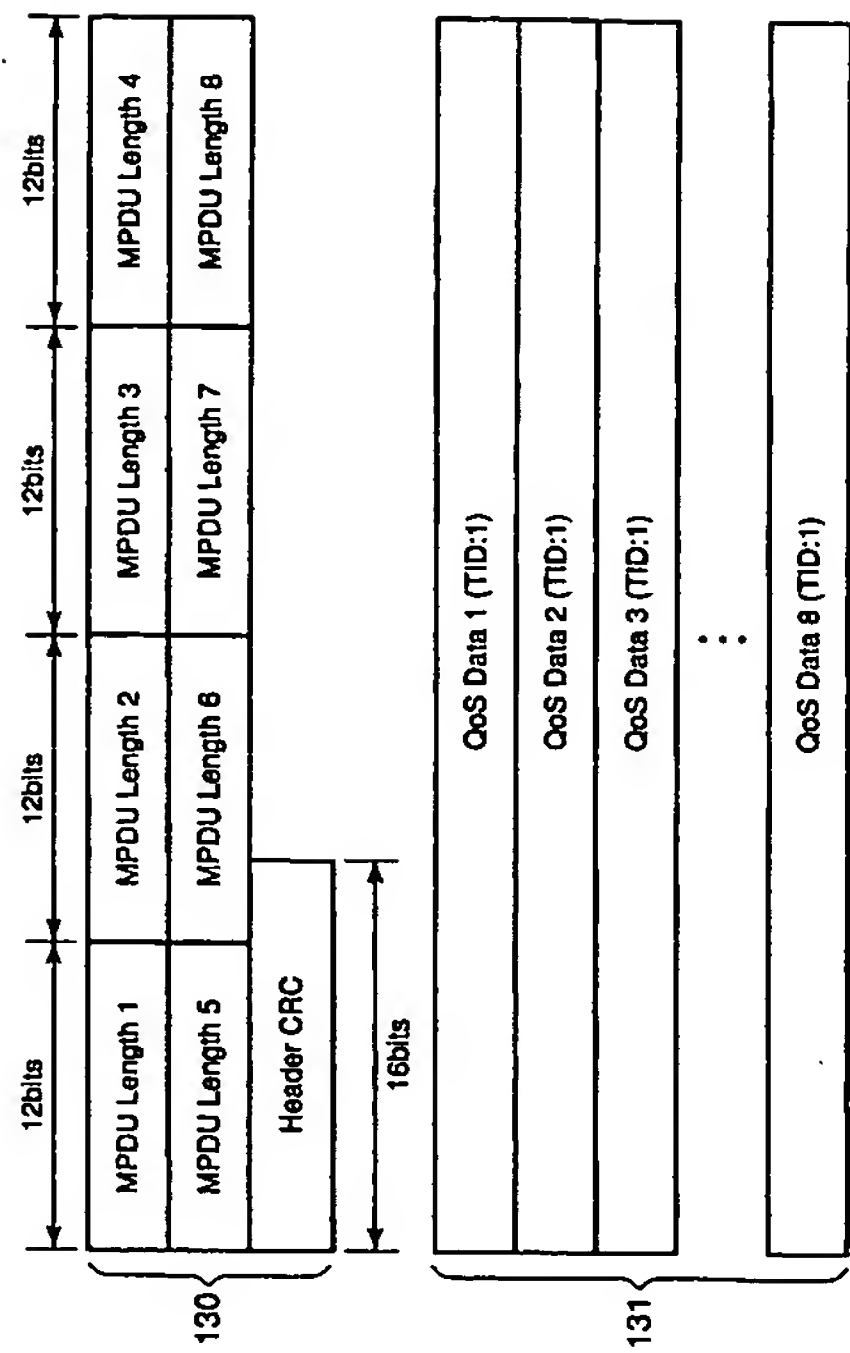 12bits 12bits 12bits 12bits
MPDU Length 1 MPDU Length 2 MPDU Length 3 MPDU Length 4
MPDU Length 5 MPDU Length 6 MPDU Length 7 MPDU Length 8
Header CRC
130
16bits
QoS Data 1 (TID:1)
QoS Data 2 (TID:1)
QoS Data 3 (TID:1)
...
QoS Data 8 (TID:1)
131